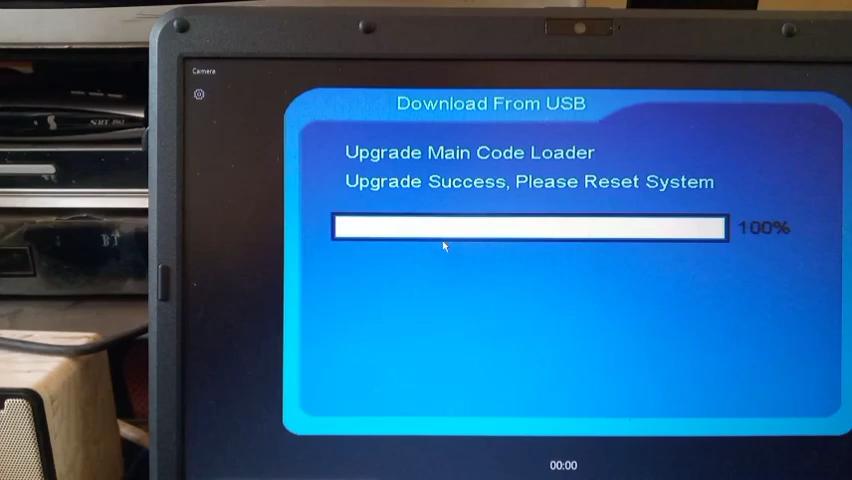 Camera
Download From USB
Upgrade Main Code Loader
Upgrade Success, Please Reset System
100%
00:00